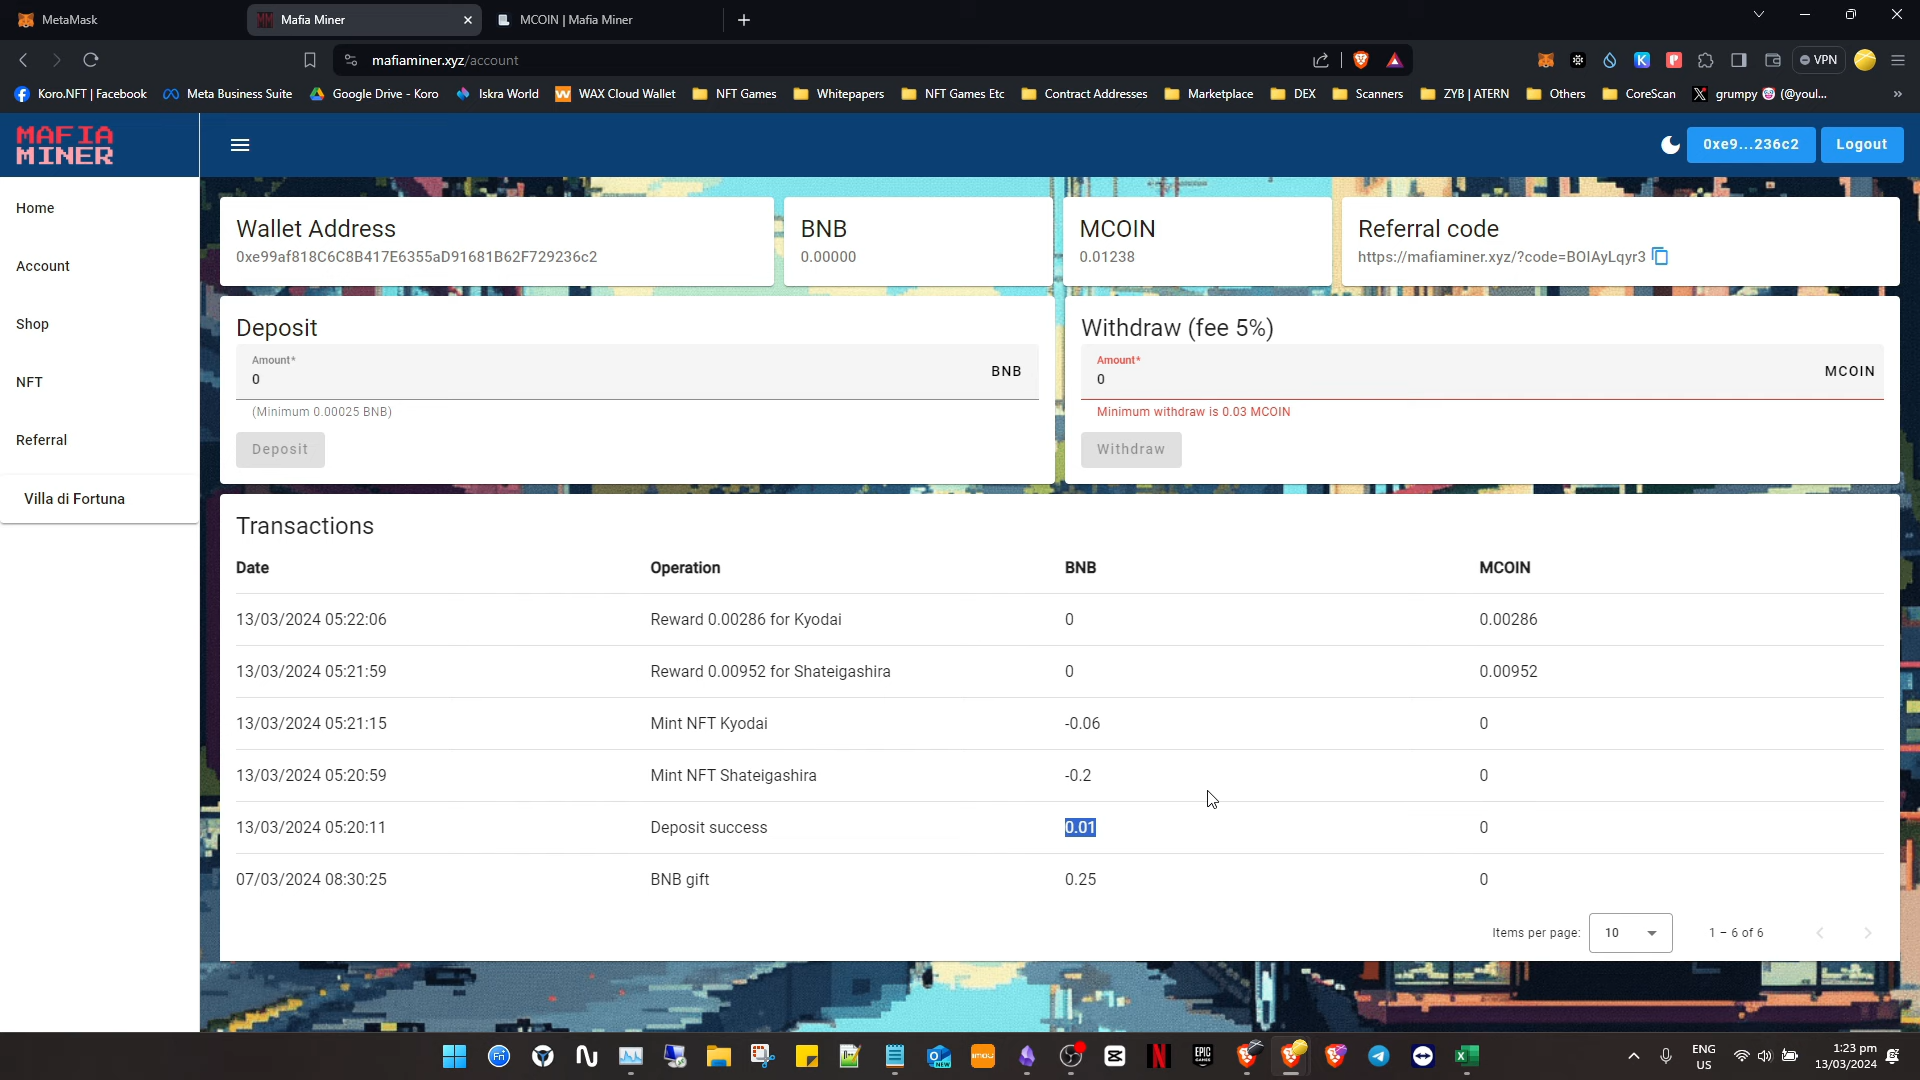 MetaMask
Mafia Miner
MCOIN | Mafia Miner
mafiaminer.xyz/account
VPN
Koro.NFT | Facebook
Meta Business Suite
Google Drive - Koro
Iskra World
WAX Cloud Wallet
NFT Games
Whitepapers
NFT Games Etc
Contract Addresses
Marketplace
DEX
Scanners
ZYB | ATERN
Others
CoreScan
grumpy 🤡 (@youl...
MAFIA
MINER
0xe9...236c2
Logout
Home
Account
Shop
NFT
Referral
Villa di Fortuna
Wallet Address
0xe99af818C6C8B417E6355aD91681B62F729236c2
BNB
0.00000
MCOIN
0.01238
Referral code
https://mafiaminer.xyz/?code=BOIAyLqyr3
Deposit
Amount*
0
BNB
(Minimum 0.00025 BNB)
Deposit
Withdraw (fee 5%)
Amount*
0
MCOIN
Minimum withdraw is 0.03 MCOIN
Withdraw
Transactions
Date Operation BNB MCOIN
13/03/2024 05:22:06 Reward 0.00286 for Kyodai 0 0.00286
13/03/2024 05:21:59 Reward 0.00952 for Shateigashira 0 0.00952
13/03/2024 05:21:15 Mint NFT Kyodai -0.06 0
13/03/2024 05:20:59 Mint NFT Shateigashira -0.2 0
13/03/2024 05:20:11 Deposit success 0.01 0
07/03/2024 08:30:25 BNB gift 0.25 0
Items per page: 10 1 – 6 of 6
ENG
US
1:23 pm
13/03/2024